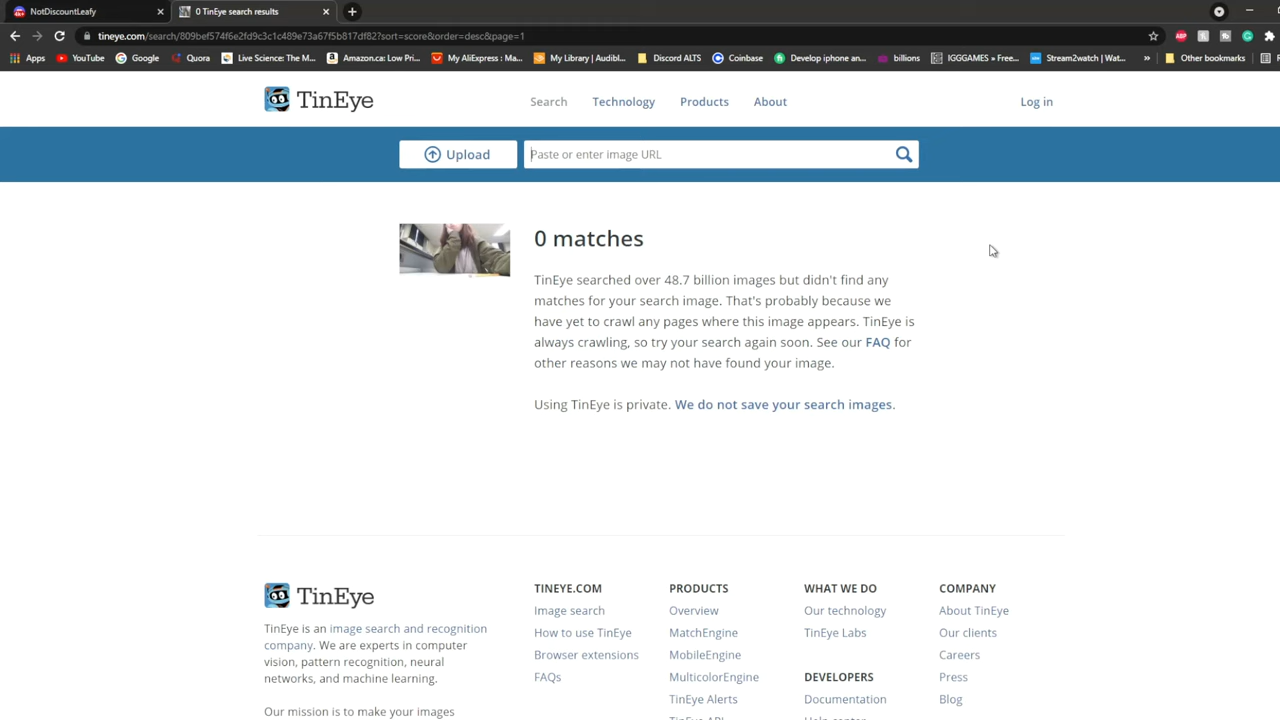 NotDiscountLeafy
0 TinEye search results
tineye.com/search/809bef574f6e2fd9c3c1c489e73a67f5b817df82?sort=score&order=desc&page=1
Apps YouTube Google Quora Live Science: The M... Amazon.ca: Low Pri... My AliExpress : Ma... My Library | Audibl... Discord ALTS Coinbase Develop iphone an... billions IGGGAMES » Free... Stream2watch | Wat... » Other bookmarks
TinEye
Search Technology Products About Log in
Upload Paste or enter image URL
0 matches
TinEye searched over 48.7 billion images but didn't find any
matches for your search image. That's probably because we
have yet to crawl any pages where this image appears. TinEye is
always crawling, so try your search again soon. See our FAQ for
other reasons we may not have found your image.
Using TinEye is private. We do not save your search images.
TinEye
TinEye is an image search and recognition
company. We are experts in computer
vision, pattern recognition, neural
networks, and machine learning.
Our mission is to make your images
TINEYE.COM
Image search
How to use TinEye
Browser extensions
FAQs
PRODUCTS
Overview
MatchEngine
MobileEngine
MulticolorEngine
TinEye Alerts
TinEye API
WHAT WE DO
Our technology
TinEye Labs
DEVELOPERS
Documentation
Help center
COMPANY
About TinEye
Our clients
Careers
Press
Blog